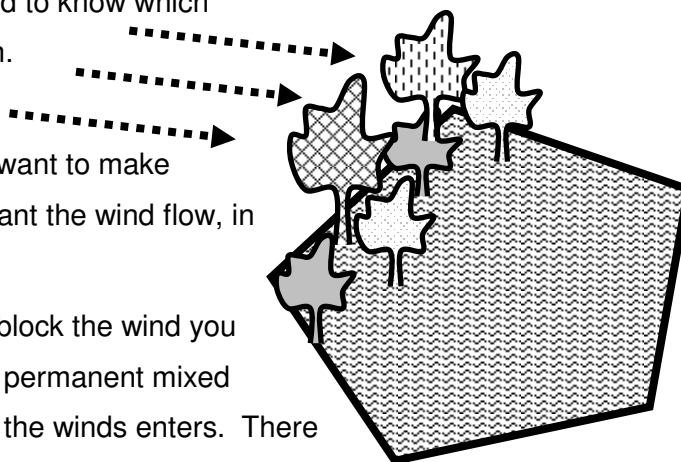 d to know which
want to make
ant the wind flow, in
block the wind you
permanent mixed
the winds enters. There